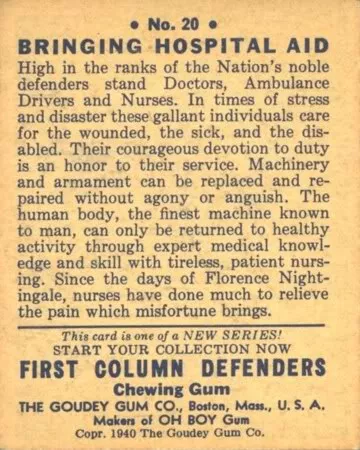 • No. 20 •
BRINGING HOSPITAL AID
High in the ranks of the Nation's noble
defenders stand Doctors, Ambulance
Drivers and Nurses. In times of stress
and disaster these gallant individuals care
for the wounded, the sick, and the dis-
abled. Their courageous devotion to duty
is an honor to their service. Machinery
and armament can be replaced and re-
paired without agony or anguish. The
human body, the finest machine known
to man, can only be returned to healthy
activity through expert medical knowl-
edge and skill with tireless, patient nurs-
ing. Since the days of Florence Night-
ingale, nurses have done much to relieve
the pain which misfortune brings.
This card is one of a NEW SERIES!
START YOUR COLLECTION NOW
FIRST COLUMN DEFENDERS
Chewing Gum
THE GOUDEY GUM CO., Boston, Mass., U. S. A.
Makers of OH BOY Gum
Copr. 1940 The Goudey Gum Co.